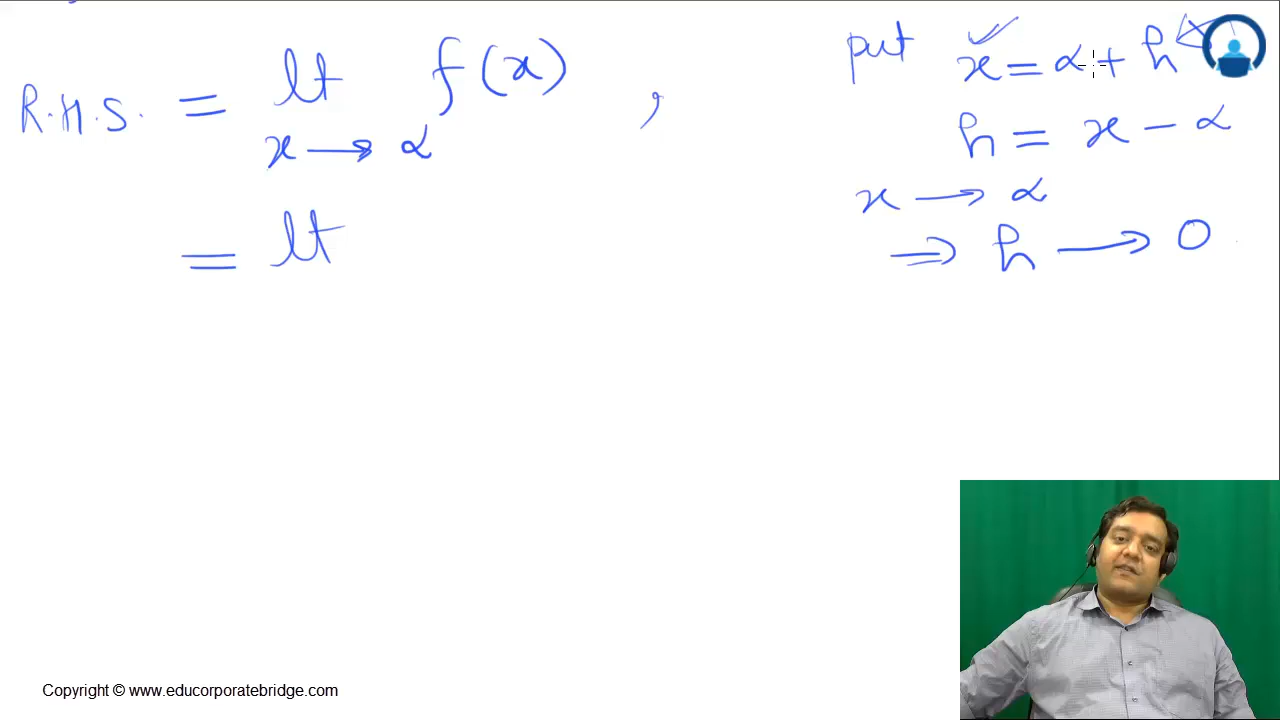 R.H.S. = lt f(x) ,
x → α
= lt
put x = α + h
h = x − α
x → α
⇒ h → 0
Copyright © www.educorporatebridge.com